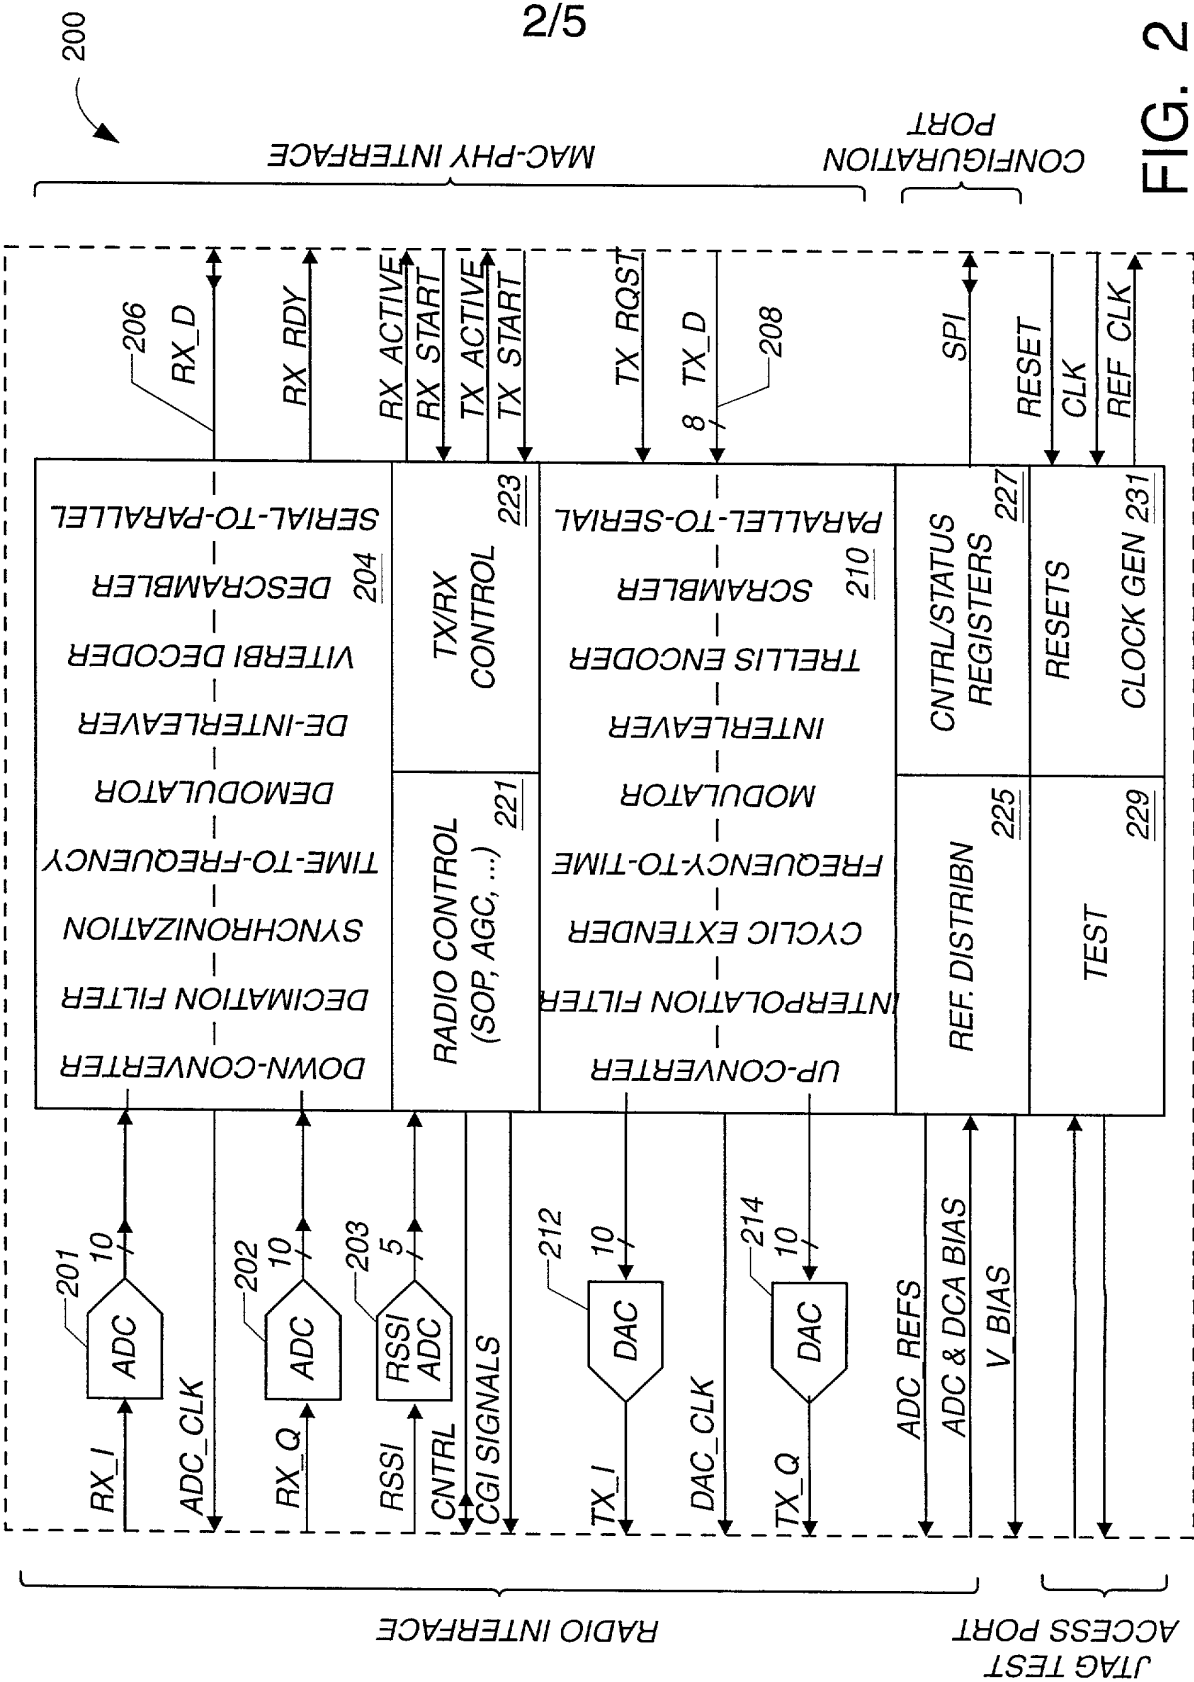 2/5
200
RADIO INTERFACE
JTAG TEST
ACCESS PORT
RX_I
201
ADC
10
ADC_CLK
RX_Q
202
ADC
10
RSSI
203
RSSI
ADC
5
CNTRL
CGI SIGNALS
TX_I
212
DAC
10
DAC_CLK
TX_Q
214
DAC
10
ADC_REFS
ADC & DCA BIAS
V_BIAS
DOWN-CONVERTER
DECIMATION FILTER
SYNCHRONIZATION
TIME-TO-FREQUENCY
DEMODULATOR
DE-INTERLEAVER
VITERBI DECODER
DESCRAMBLER
SERIAL-TO-PARALLEL
204
RADIO CONTROL
(SOP, AGC, ...)
221
TX/RX
CONTROL
223
UP-CONVERTER
INTERPOLATION FILTER
CYCLIC EXTENDER
FREQUENCY-TO-TIME
MODULATOR
INTERLEAVER
TRELLIS ENCODER
SCRAMBLER
PARALLEL-TO-SERIAL
210
REF. DISTRIBN
225
CNTRL/STATUS
REGISTERS
227
TEST
229
RESETS
CLOCK GEN
231
206
RX_D
RX_RDY
RX_ACTIVE
RX_START
TX_ACTIVE
TX_START
TX_RQST
8
TX_D
208
SPI
RESET
CLK
REF_CLK
MAC-PHY INTERFACE
CONFIGURATION
PORT
FIG. 2